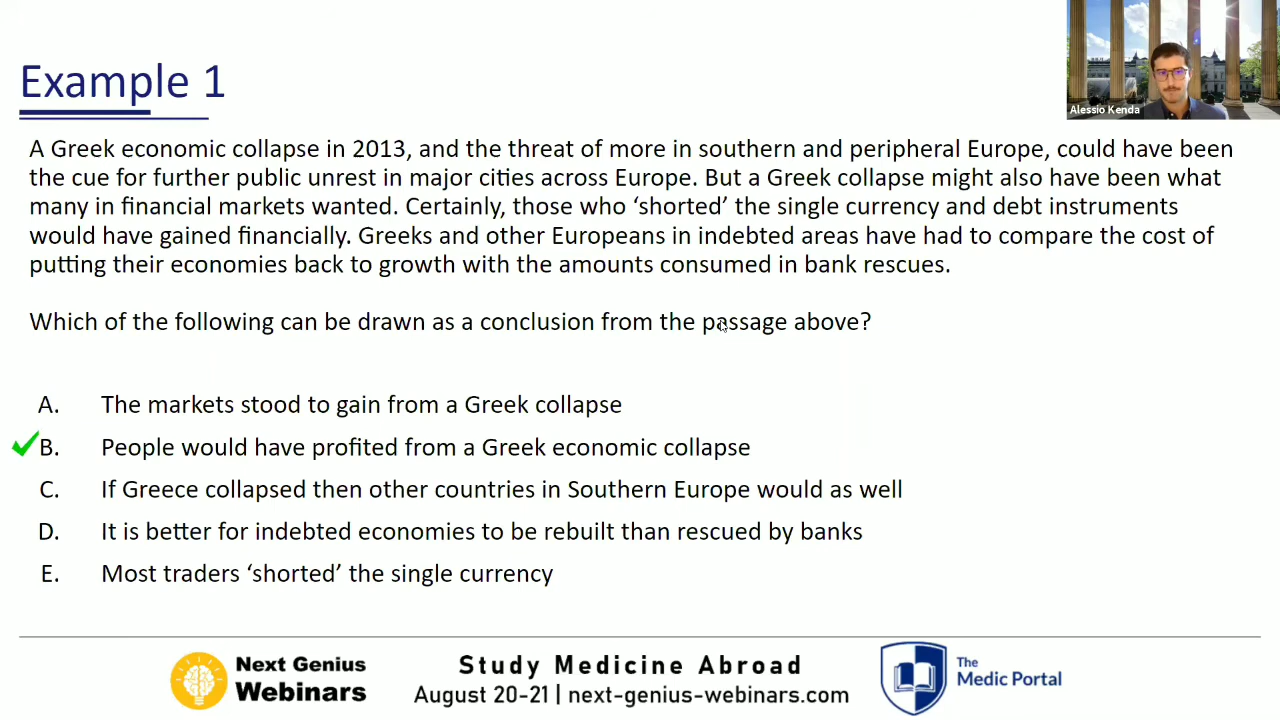 Example 1
Alessio Kenda
A Greek economic collapse in 2013, and the threat of more in southern and peripheral Europe, could have been
the cue for further public unrest in major cities across Europe. But a Greek collapse might also have been what
many in financial markets wanted. Certainly, those who ‘shorted’ the single currency and debt instruments
would have gained financially. Greeks and other Europeans in indebted areas have had to compare the cost of
putting their economies back to growth with the amounts consumed in bank rescues.
Which of the following can be drawn as a conclusion from the passage above?
A. The markets stood to gain from a Greek collapse
B. People would have profited from a Greek economic collapse
C. If Greece collapsed then other countries in Southern Europe would as well
D. It is better for indebted economies to be rebuilt than rescued by banks
E. Most traders ‘shorted’ the single currency
Next Genius
Webinars
Study Medicine Abroad
August 20-21 | next-genius-webinars.com
The
Medic Portal